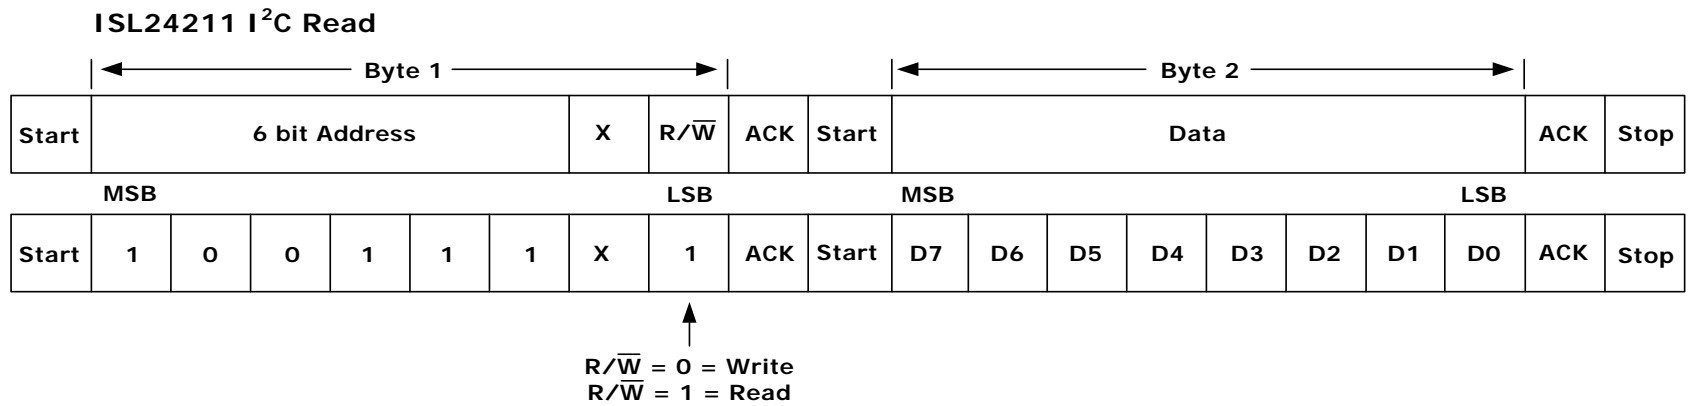 ISL24211 I²C Read
Byte 1 Byte 2
Start 6 bit Address X R/W̅ ACK Start Data ACK Stop
MSB LSB MSB LSB
Start 1 0 0 1 1 1 X 1 ACK Start D7 D6 D5 D4 D3 D2 D1 D0 ACK Stop
R/W̅ = 0 = Write
R/W̅ = 1 = Read